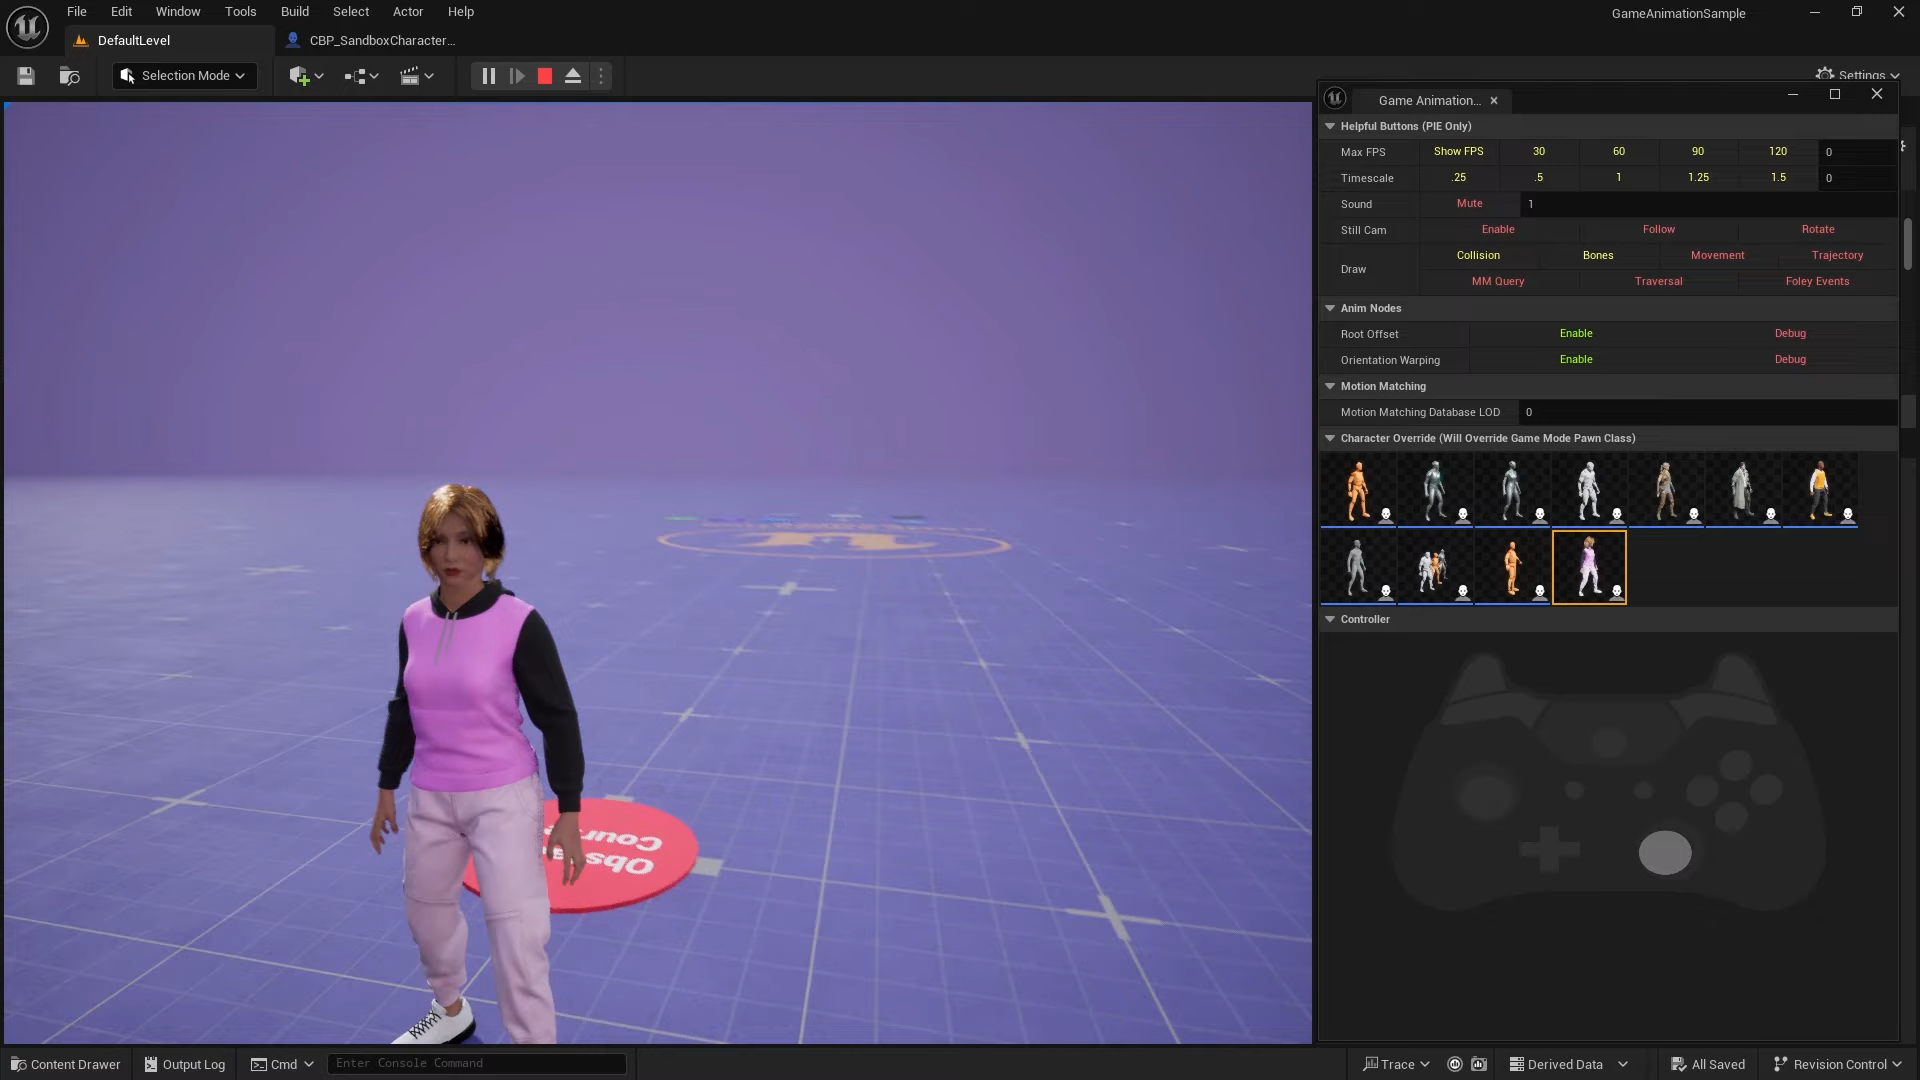 File Edit Window Tools Build Select Actor Help
GameAnimationSample
DefaultLevel
CBP_SandboxCharacter...
Selection Mode
Settings
Game Animation...
Helpful Buttons (PIE Only)
Max FPS Show FPS 30 60 90 120 0
Timescale .25 .5 1 1.25 1.5 0
Sound Mute 1
Still Cam Enable Follow Rotate
Draw Collision Bones Movement Trajectory
MM Query Traversal Foley Events
Anim Nodes
Root Offset Enable Debug
Orientation Warping Enable Debug
Motion Matching
Motion Matching Database LOD 0
Character Override (Will Override Game Mode Pawn Class)
Controller
Content Drawer Output Log Cmd Enter Console Command
Trace Derived Data All Saved Revision Control